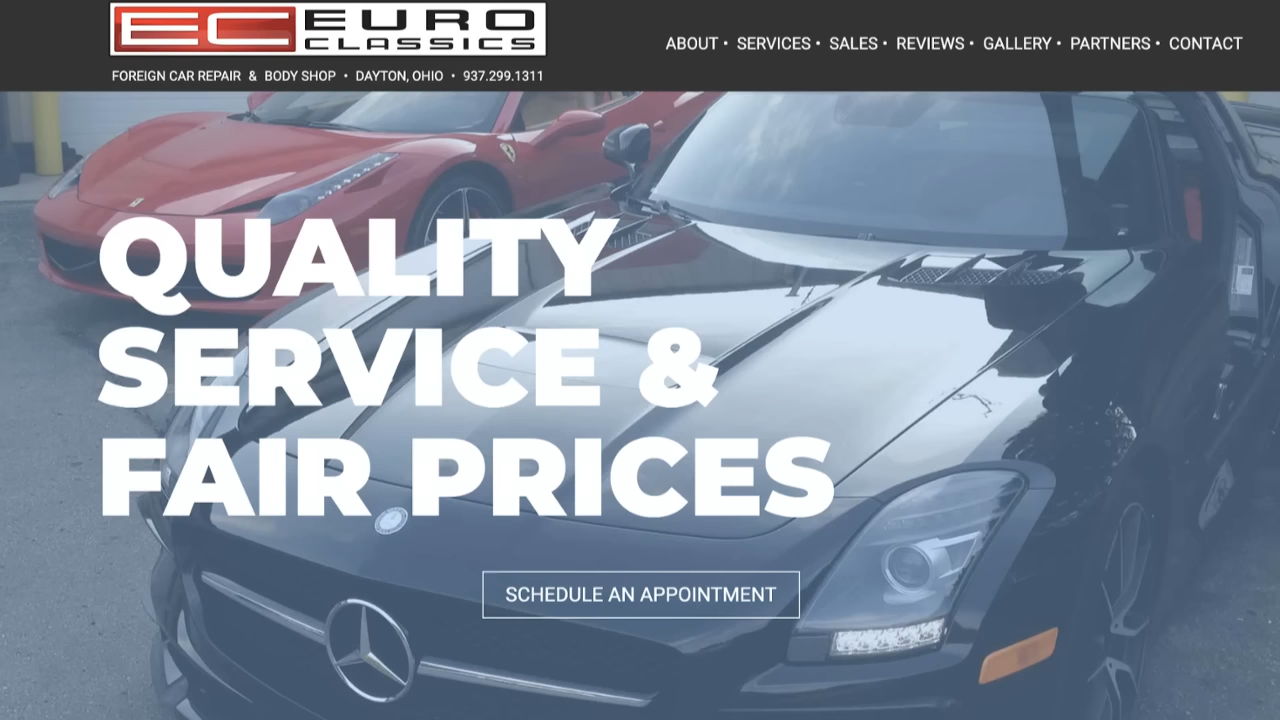 EC EURO
CLASSICS
ABOUT • SERVICES • SALES • REVIEWS • GALLERY • PARTNERS • CONTACT
FOREIGN CAR REPAIR & BODY SHOP • DAYTON, OHIO • 937.299.1311
QUALITY
SERVICE &
FAIR PRICES
SCHEDULE AN APPOINTMENT